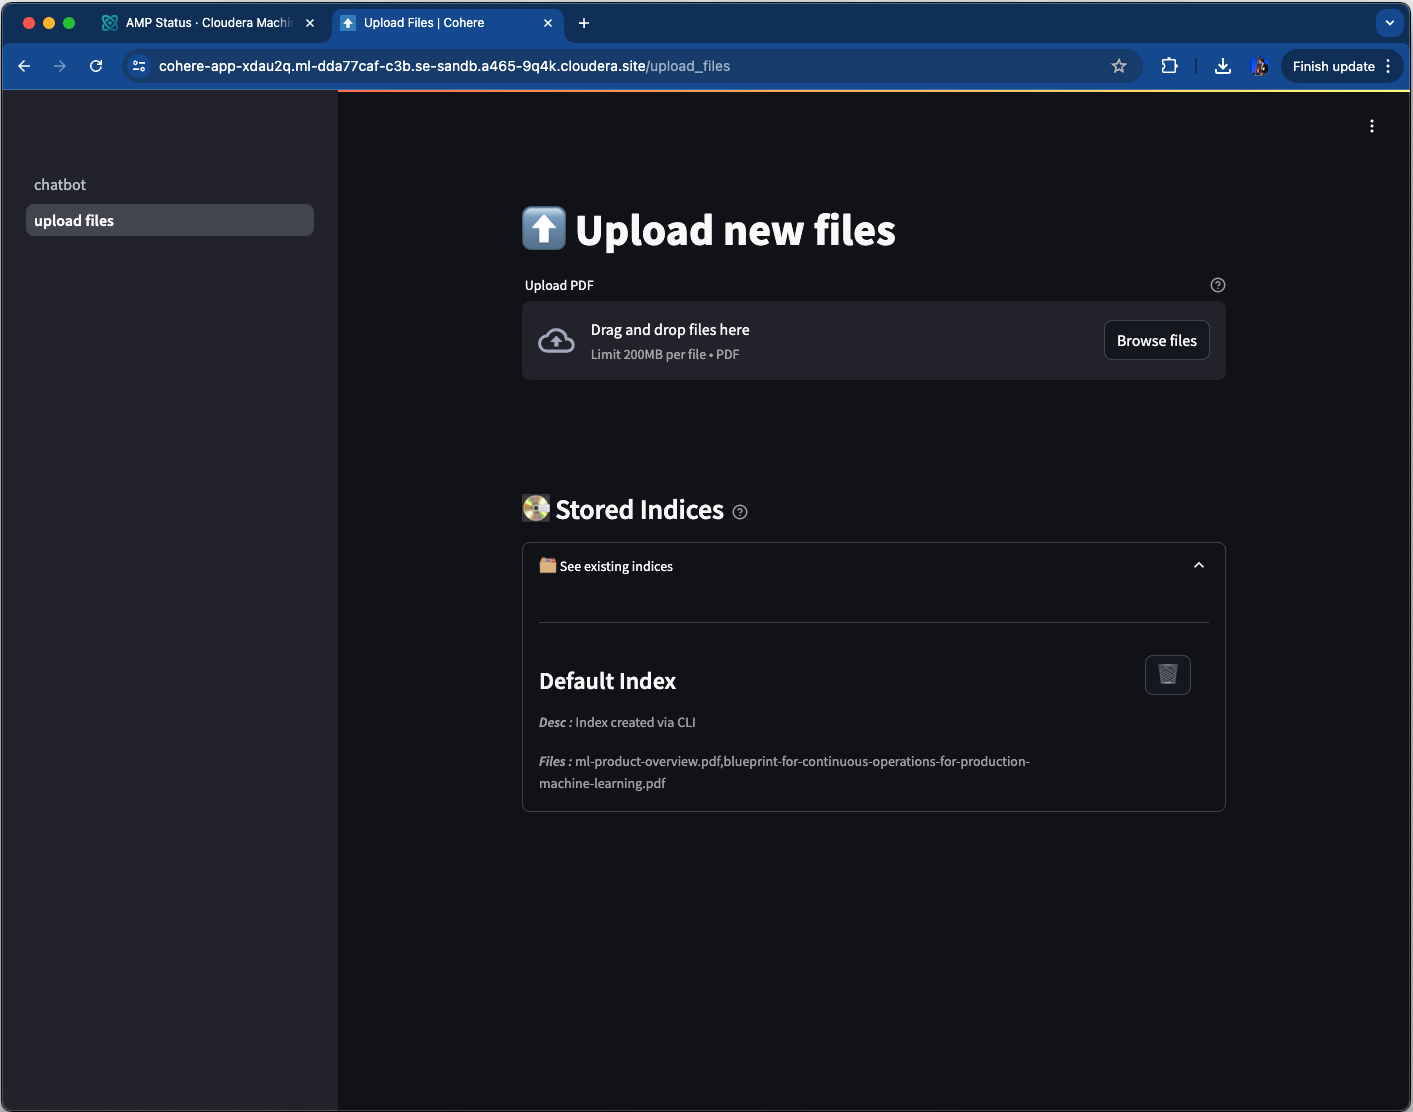 AMP Status · Cloudera Machin
Upload Files | Cohere
cohere-app-xdau2q.ml-dda77caf-c3b.se-sandb.a465-9q4k.cloudera.site/upload_files
Finish update
chatbot
upload files
Upload new files
Upload PDF
Drag and drop files here
Limit 200MB per file • PDF
Browse files
Stored Indices
See existing indices
Default Index
Desc : Index created via CLI
Files : ml-product-overview.pdf,blueprint-for-continuous-operations-for-production-
machine-learning.pdf